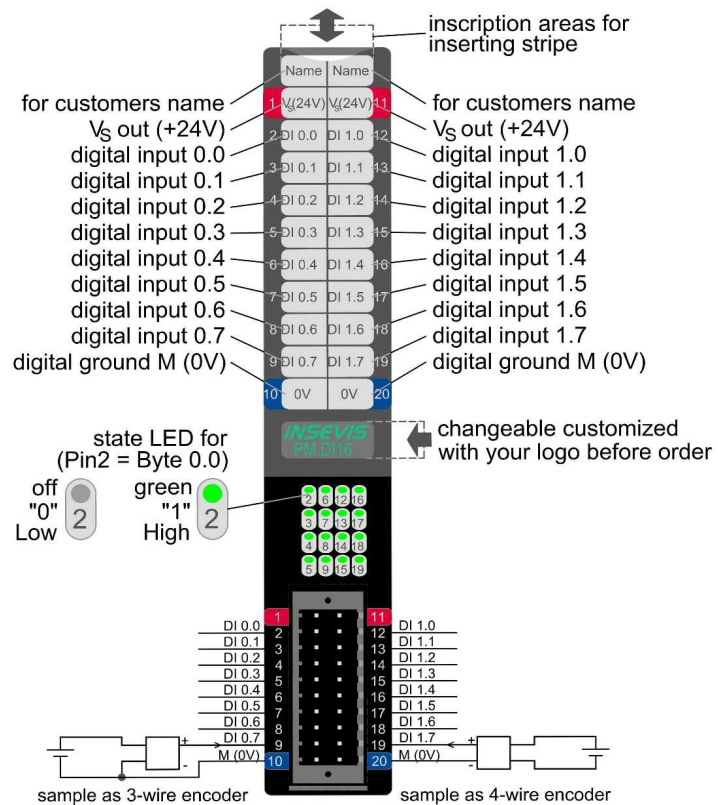 inscription areas for
inserting stripe
Name Name
for customers name
for customers name
1 VS(24V) VS(24V) 11
VS out (+24V)
VS out (+24V)
2 DI 0.0 DI 1.0 12
digital input 0.0
digital input 1.0
3 DI 0.1 DI 1.1 13
digital input 0.1
digital input 1.1
4 DI 0.2 DI 1.2 14
digital input 0.2
digital input 1.2
5 DI 0.3 DI 1.3 15
digital input 0.3
digital input 1.3
6 DI 0.4 DI 1.4 16
digital input 0.4
digital input 1.4
7 DI 0.5 DI 1.5 17
digital input 0.5
digital input 1.5
8 DI 0.6 DI 1.6 18
digital input 0.6
digital input 1.6
9 DI 0.7 DI 1.7 19
digital input 0.7
digital input 1.7
digital ground M (0V)
digital ground M (0V)
10 0V 0V 20
INSEVIS
PM DI16
changeable customized
with your logo before order
state LED for
(Pin2 = Byte 0.0)
off
"0"
Low
2
green
"1"
High
2
2 6 12 16
3 7 13 17
4 8 14 18
5 9 15 19
1 11
DI 0.0 2 12 DI 1.0
DI 0.1 3 13 DI 1.1
DI 0.2 4 14 DI 1.2
DI 0.3 5 15 DI 1.3
DI 0.4 6 16 DI 1.4
DI 0.5 7 17 DI 1.5
DI 0.6 8 18 DI 1.6
+ DI 0.7 9 19 DI 1.7 +
- M (0V) 10 20 M (0V) -
sample as 3-wire encoder
sample as 4-wire encoder